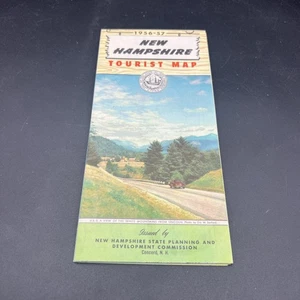 1956-57
NEW
HAMPSHIRE
TOURIST MAP
Issued by
NEW HAMPSHIRE STATE PLANNING AND
DEVELOPMENT COMMISSION
Concord, N. H.